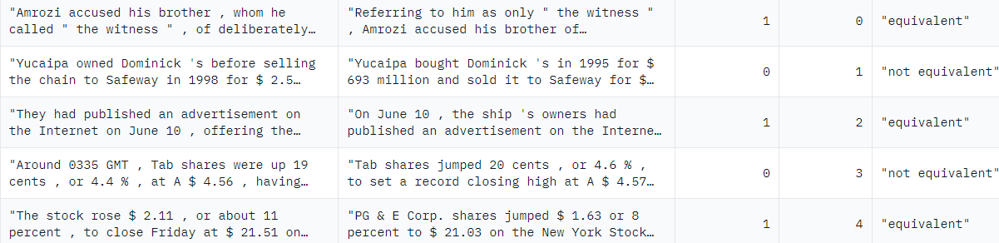 "Amrozi accused his brother , whom he
called " the witness " , of deliberately…
"Referring to him as only " the witness "
, Amrozi accused his brother of…
1
0
"equivalent"
"Yucaipa owned Dominick 's before selling
the chain to Safeway in 1998 for $ 2.5…
"Yucaipa bought Dominick 's in 1995 for $
693 million and sold it to Safeway for $…
0
1
"not equivalent"
"They had published an advertisement on
the Internet on June 10 , offering the…
"On June 10 , the ship 's owners had
published an advertisement on the Interne…
1
2
"equivalent"
"Around 0335 GMT , Tab shares were up 19
cents , or 4.4 % , at A $ 4.56 , having…
"Tab shares jumped 20 cents , or 4.6 % ,
to set a record closing high at A $ 4.57…
0
3
"not equivalent"
"The stock rose $ 2.11 , or about 11
percent , to close Friday at $ 21.51 on…
"PG & E Corp. shares jumped $ 1.63 or 8
percent to $ 21.03 on the New York Stock…
1
4
"equivalent"